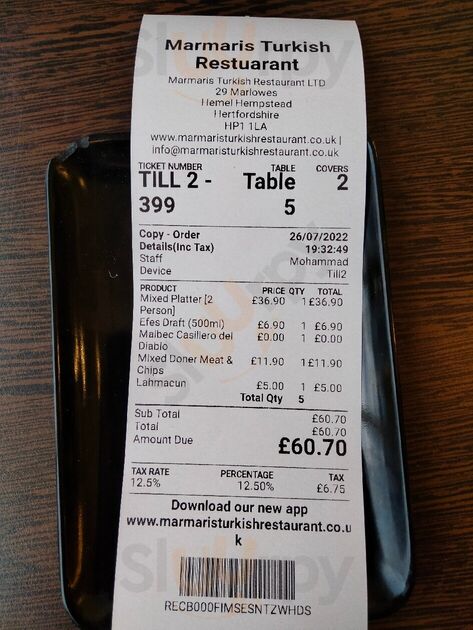 Marmaris Turkish
Restuarant
Marmaris Turkish Restaurant LTD
29 Marlowes
Hemel Hempstead
Hertfordshire
HP1 1LA
www.marmaristurkishrestaurant.co.uk |
info@marmaristurkishrestaurant.co.uk
TICKET NUMBER TABLE COVERS
TILL 2 - Table 2
399 5
Copy - Order 26/07/2022
Details(Inc Tax) 19:32:49
Staff Mohammad
Device Till2
PRODUCT PRICE QTY TOTAL
Mixed Platter [2 £36.90 1 £36.90
Person]
Efes Draft (500ml) £6.90 1 £6.90
Malbec Casiliero del £0.00 1 £0.00
Diablo
Mixed Doner Meat & £11.90 1 £11.90
Chips
Lahmacun £5.00 1 £5.00
Total Qty 5
Sub Total £60.70
Total £60.70
Amount Due £60.70
TAX RATE PERCENTAGE TAX
12.5% 12.50% £6.75
Download our new app
www.marmaristurkishrestaurant.co.u
k
RECB000FIMSESNTZWHDS